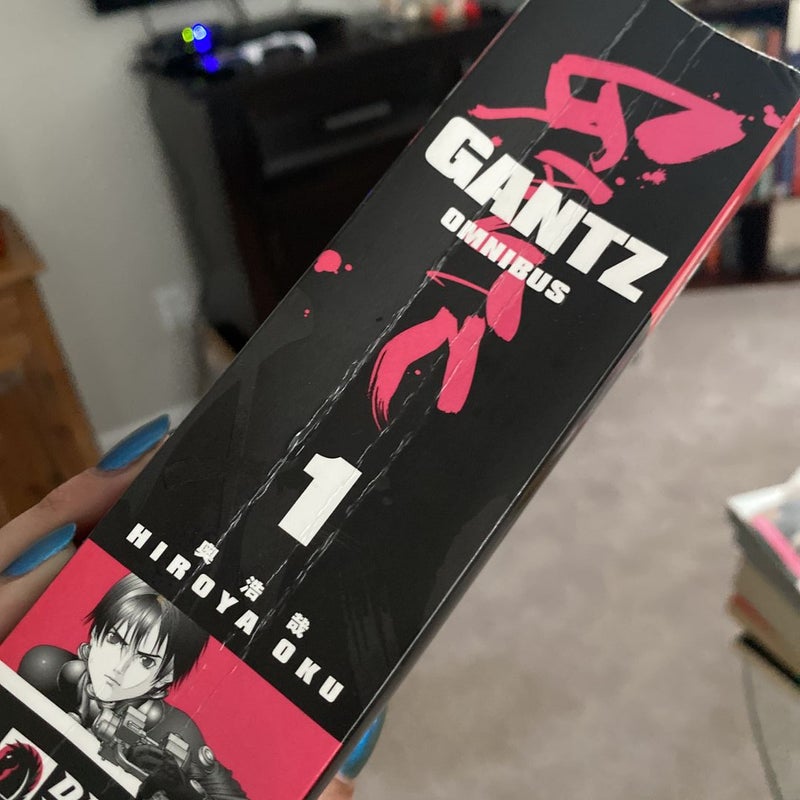 GANTZ
OMNIBUS
1
奥 浩 哉
HIROYA OKU